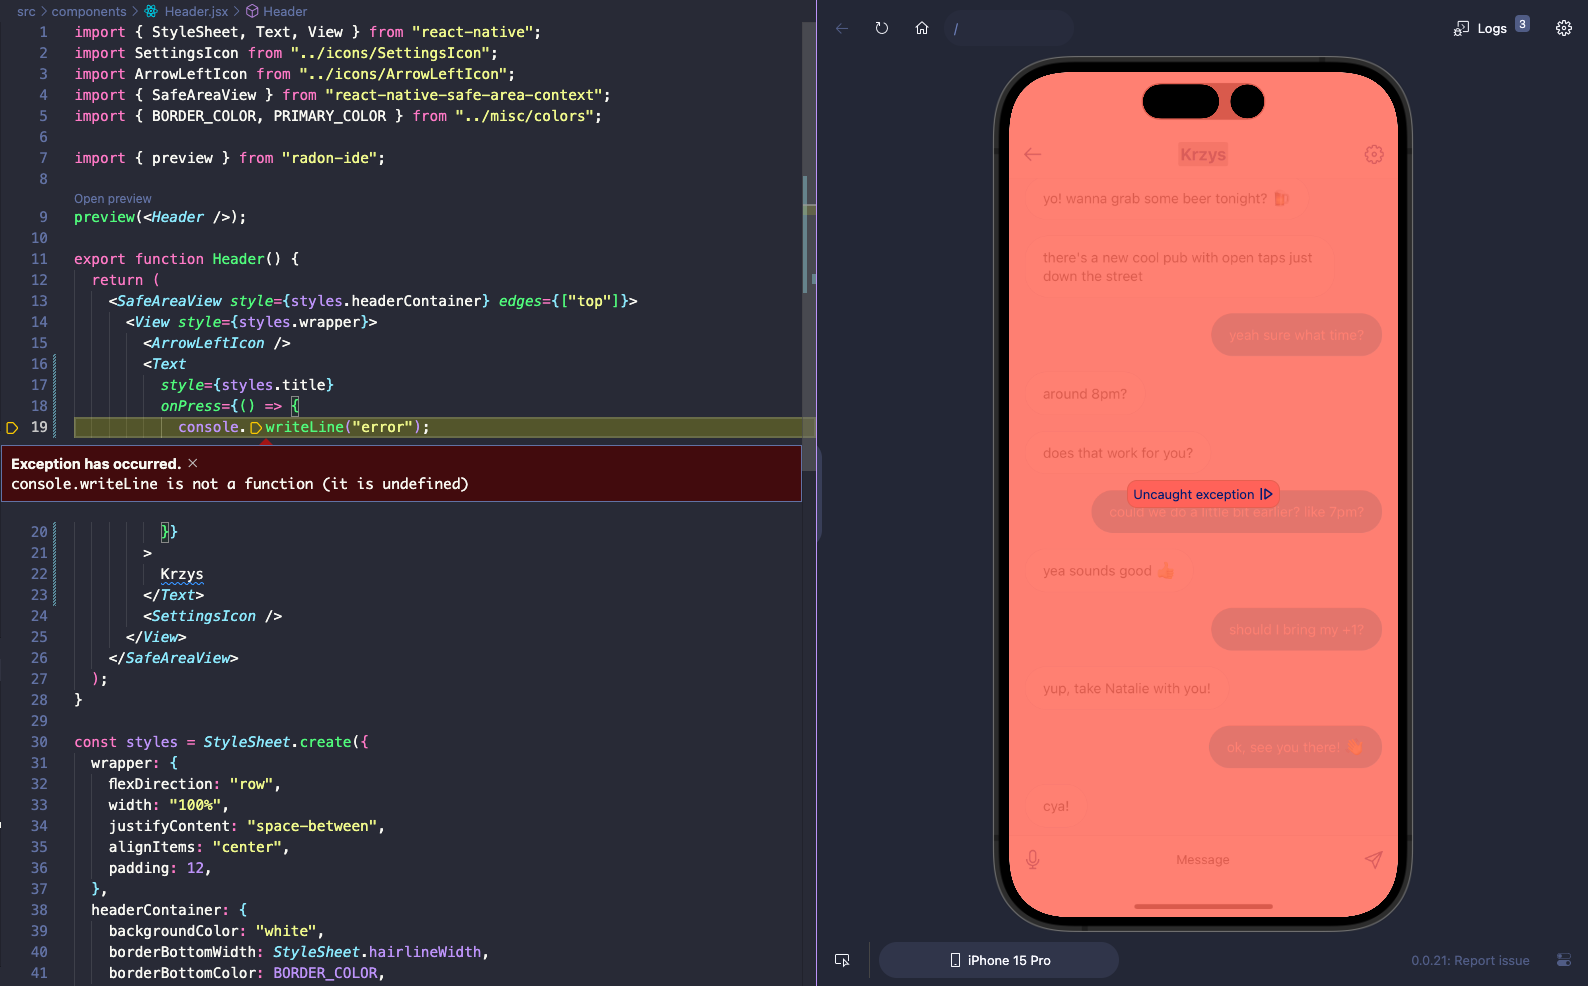 src > components > Header.jsx > Header
1 import { StyleSheet, Text, View } from "react-native";
2 import SettingsIcon from "../icons/SettingsIcon";
3 import ArrowLeftIcon from "../icons/ArrowLeftIcon";
4 import { SafeAreaView } from "react-native-safe-area-context";
5 import { BORDER_COLOR, PRIMARY_COLOR } from "../misc/colors";
6
7 import { preview } from "radon-ide";
8
Open preview
9 preview(<Header />);
10
11 export function Header() {
12 return (
13 <SafeAreaView style={styles.headerContainer} edges={["top"]}>
14 <View style={styles.wrapper}>
15 <ArrowLeftIcon />
16 <Text
17 style={styles.title}
18 onPress={() => {
19 console.writeLine("error");
Exception has occurred. ×
console.writeLine is not a function (it is undefined)
20 }}
21 >
22 Krzys
23 </Text>
24 <SettingsIcon />
25 </View>
26 </SafeAreaView>
27 );
28 }
29
30 const styles = StyleSheet.create({
31 wrapper: {
32 flexDirection: "row",
33 width: "100%",
34 justifyContent: "space-between",
35 alignItems: "center",
36 padding: 12,
37 },
38 headerContainer: {
39 backgroundColor: "white",
40 borderBottomWidth: StyleSheet.hairlineWidth,
41 borderBottomColor: BORDER_COLOR,
/
Logs 3
Krzys
yo! wanna grab some beer tonight? 🍺
there's a new cool pub with open taps just
down the street
yeah sure what time?
around 8pm?
does that work for you?
Uncaught exception
could we do a little bit earlier? like 7pm?
yea sounds good 👍
should I bring my +1?
yup, take Natalie with you!
ok, see you there! 
cya!
Message
iPhone 15 Pro
0.0.21: Report issue